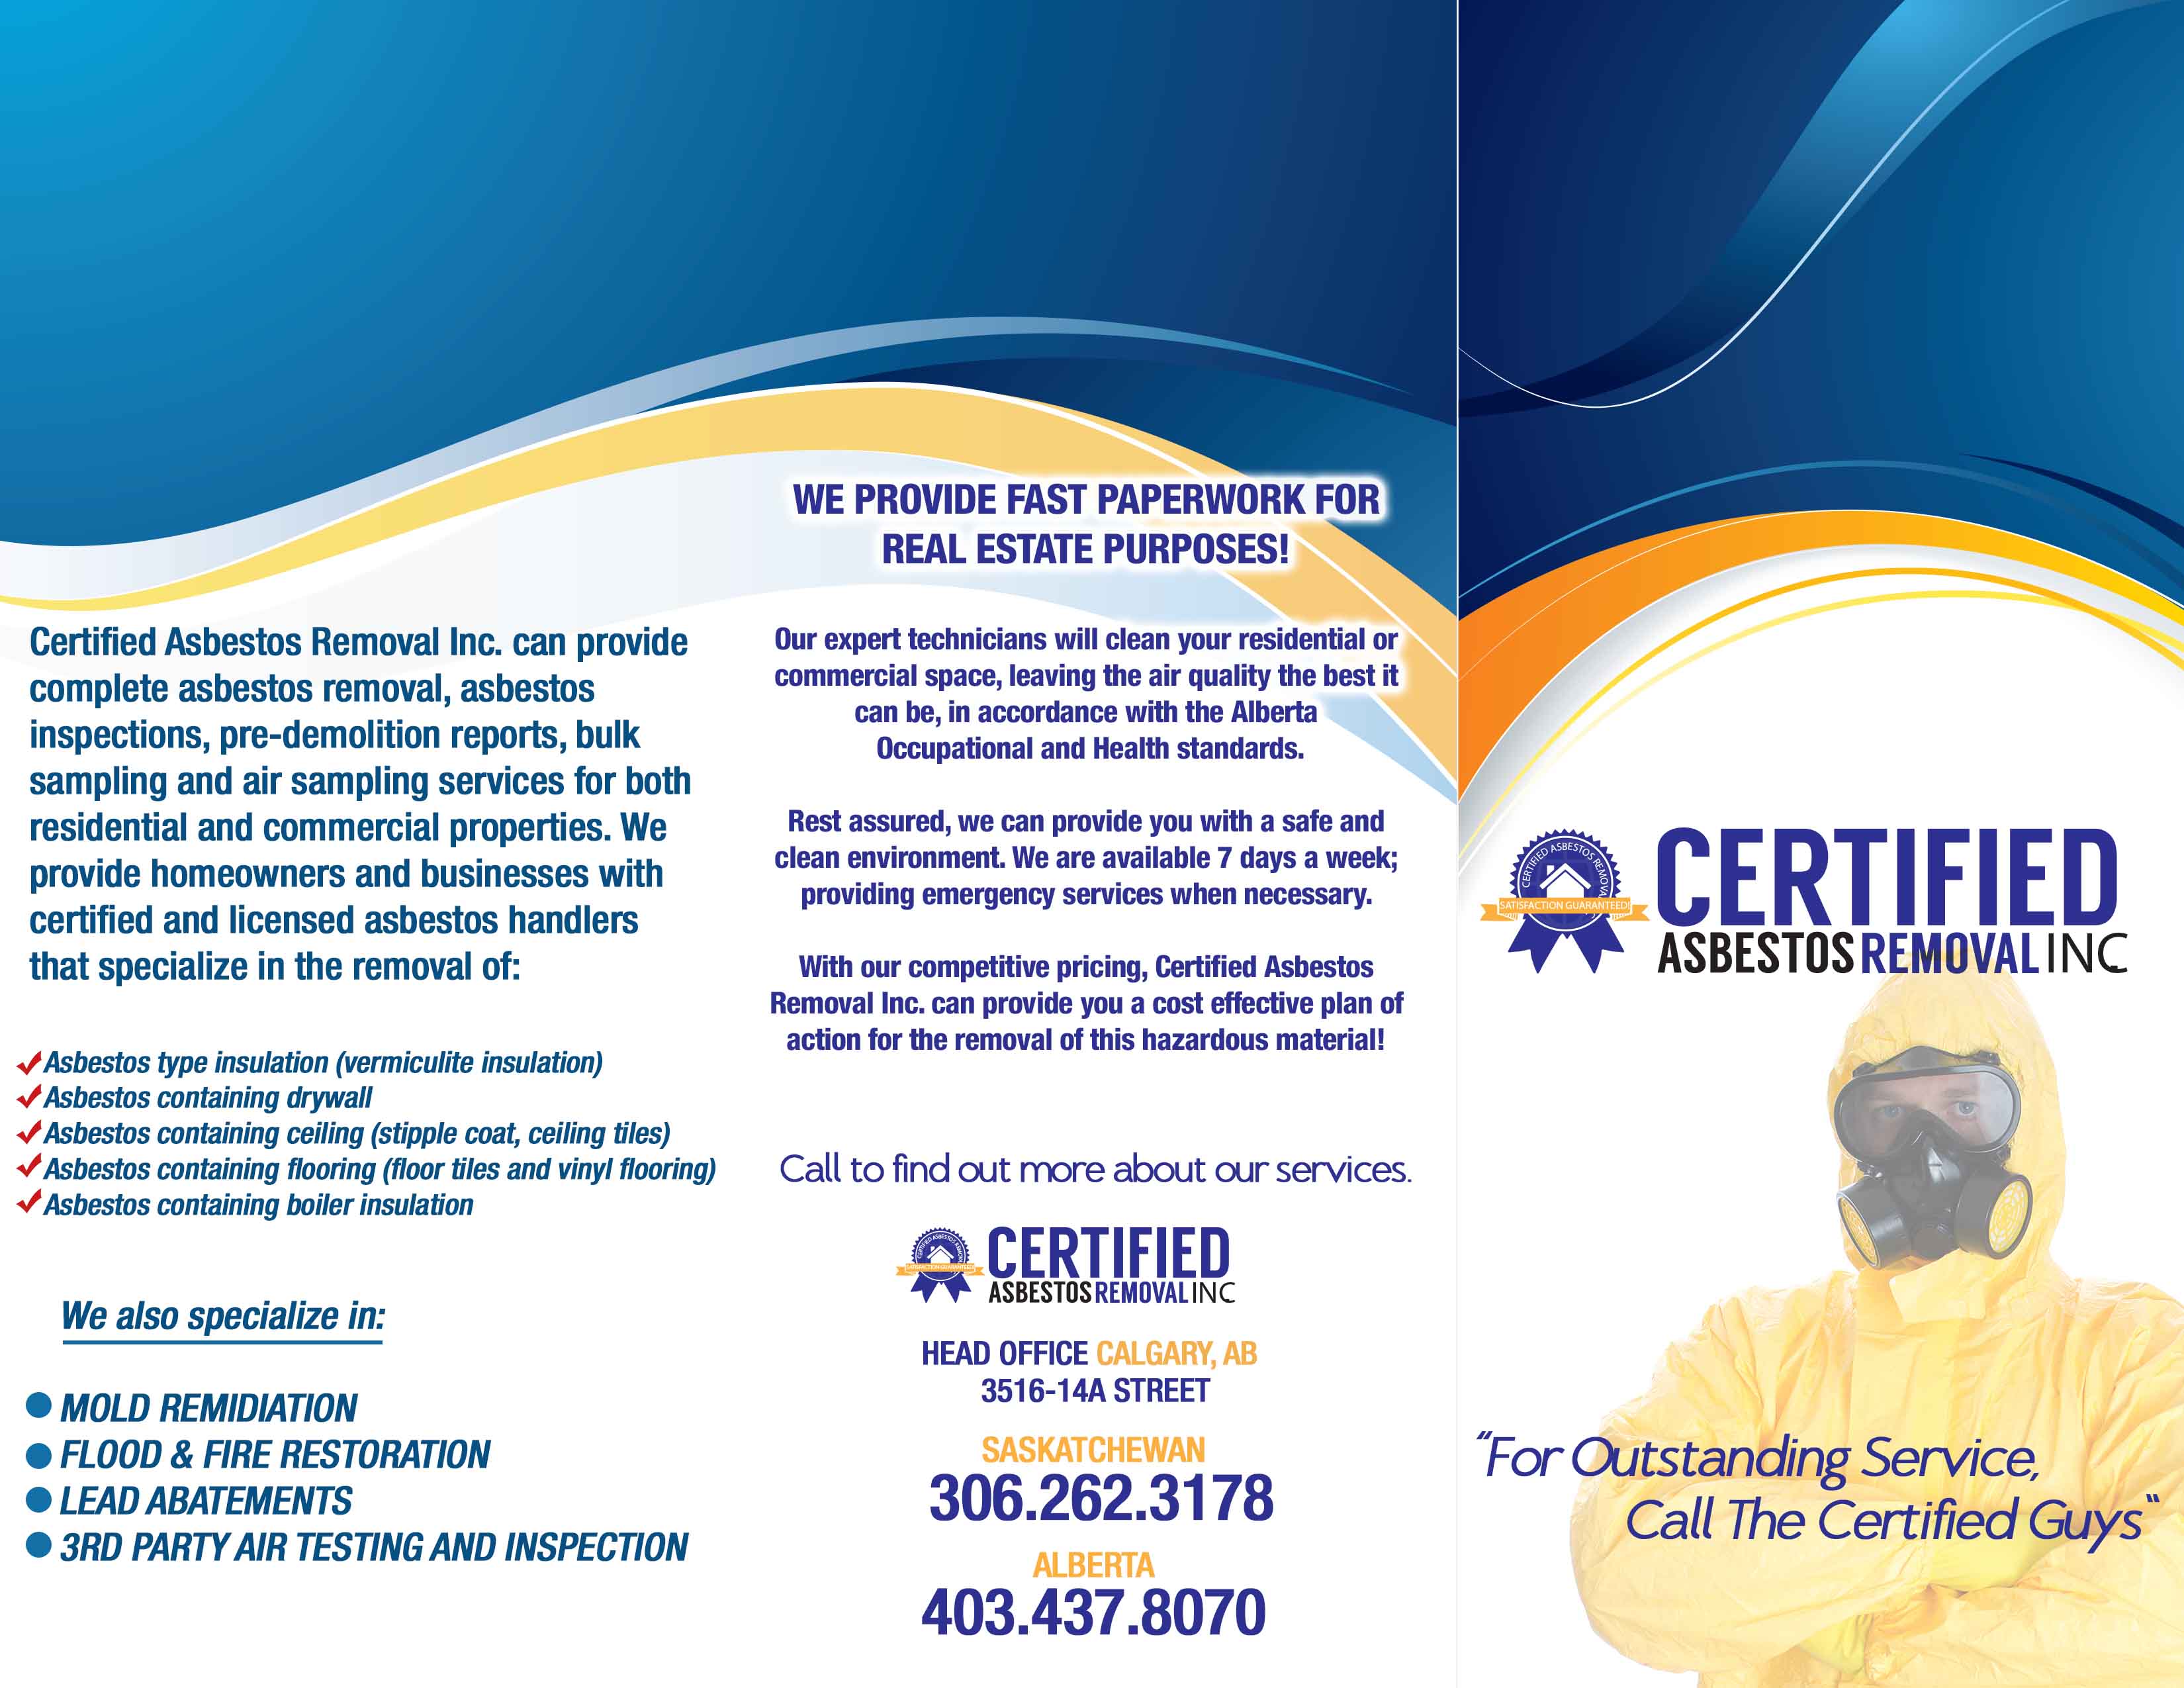 Certified Asbestos Removal Inc. can provide
complete asbestos removal, asbestos
inspections, pre-demolition reports, bulk
sampling and air sampling services for both
residential and commercial properties. We
provide homeowners and businesses with
certified and licensed asbestos handlers
that specialize in the removal of:
Asbestos type insulation (vermiculite insulation)
Asbestos containing drywall
Asbestos containing ceiling (stipple coat, ceiling tiles)
Asbestos containing flooring (floor tiles and vinyl flooring)
Asbestos containing boiler insulation
We also specialize in:
MOLD REMIDIATION
FLOOD & FIRE RESTORATION
LEAD ABATEMENTS
3RD PARTY AIR TESTING AND INSPECTION
WE PROVIDE FAST PAPERWORK FOR
REAL ESTATE PURPOSES!
Our expert technicians will clean your residential or
commercial space, leaving the air quality the best it
can be, in accordance with the Alberta
Occupational and Health standards.
Rest assured, we can provide you with a safe and
clean environment. We are available 7 days a week;
providing emergency services when necessary.
With our competitive pricing, Certified Asbestos
Removal Inc. can provide you a cost effective plan of
action for the removal of this hazardous material!
Call to find out more about our services.
CERTIFIED ASBESTOS REMOVA
SATISFACTION GUARANTEED!
CERTIFIED
ASBESTOS REMOVAL INC
HEAD OFFICE CALGARY, AB
3516-14A STREET
SASKATCHEWAN
306.262.3178
ALBERTA
403.437.8070
CERTIFIED ASBESTOS REMOVA
SATISFACTION GUARANTEED!
CERTIFIED
ASBESTOS REMOVAL INC
"For Outstanding Service,
Call The Certified Guys"